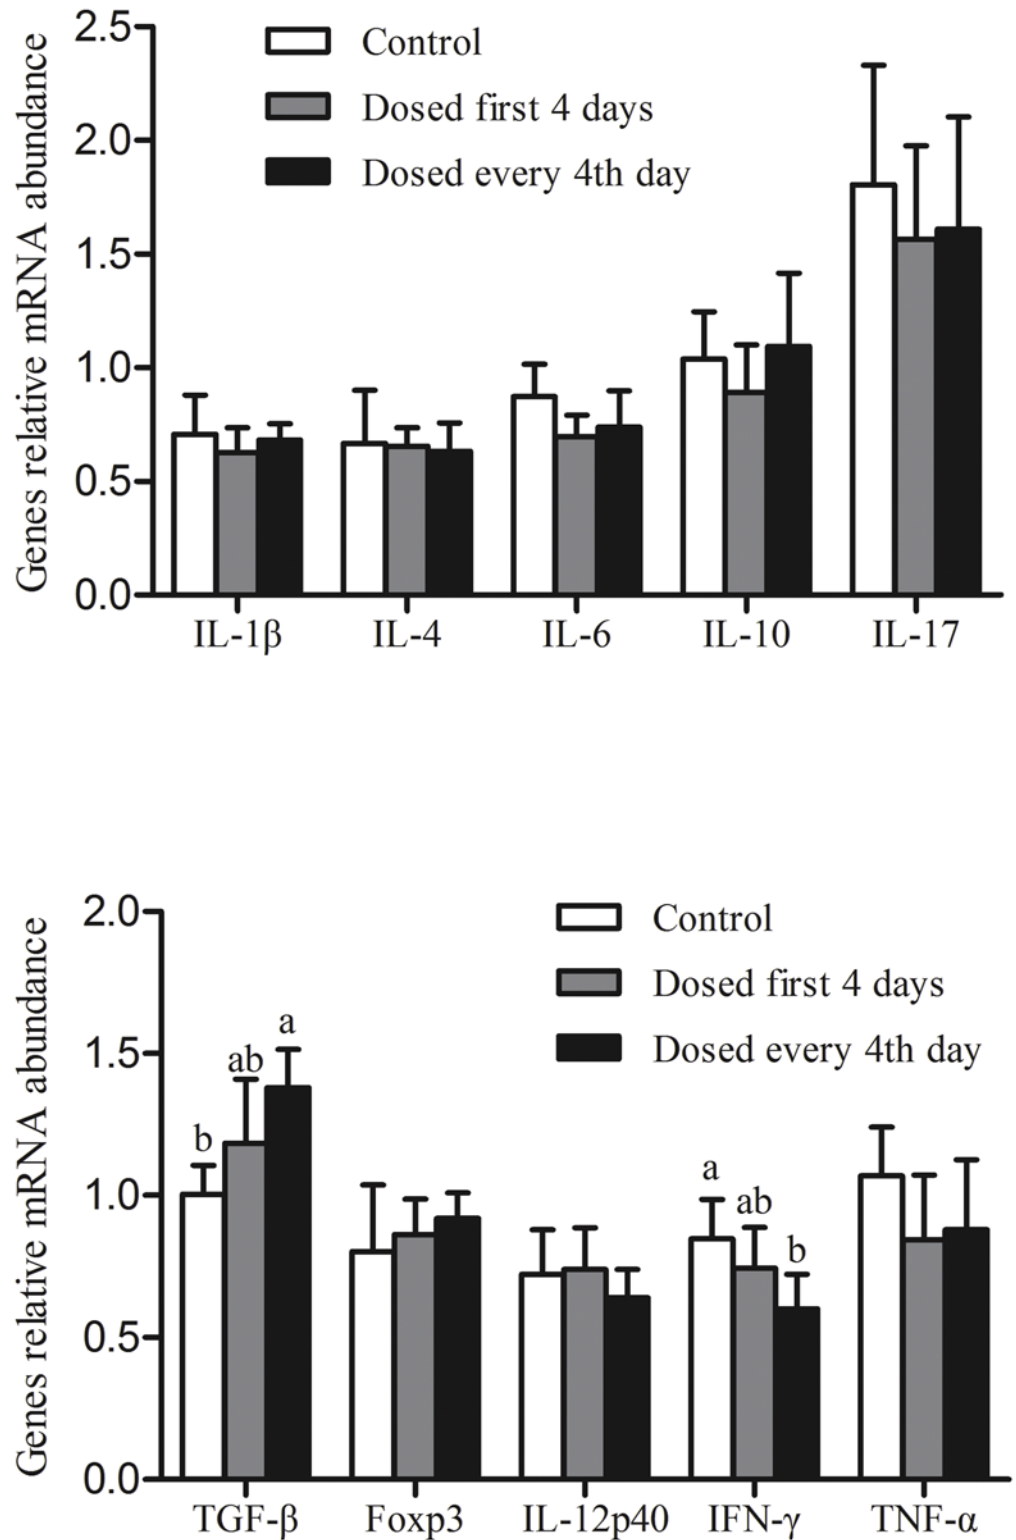 Genes relative mRNA abundance
2.5
2.0
1.5
1.0
0.5
0.0
Control
Dosed first 4 days
Dosed every 4th day
IL-1β IL-4 IL-6 IL-10 IL-17
Genes relative mRNA abundance
2.0
1.5
1.0
0.5
0.0
Control
Dosed first 4 days
Dosed every 4th day
b ab a
a ab b
TGF-β Foxp3 IL-12p40 IFN-γ TNF-α